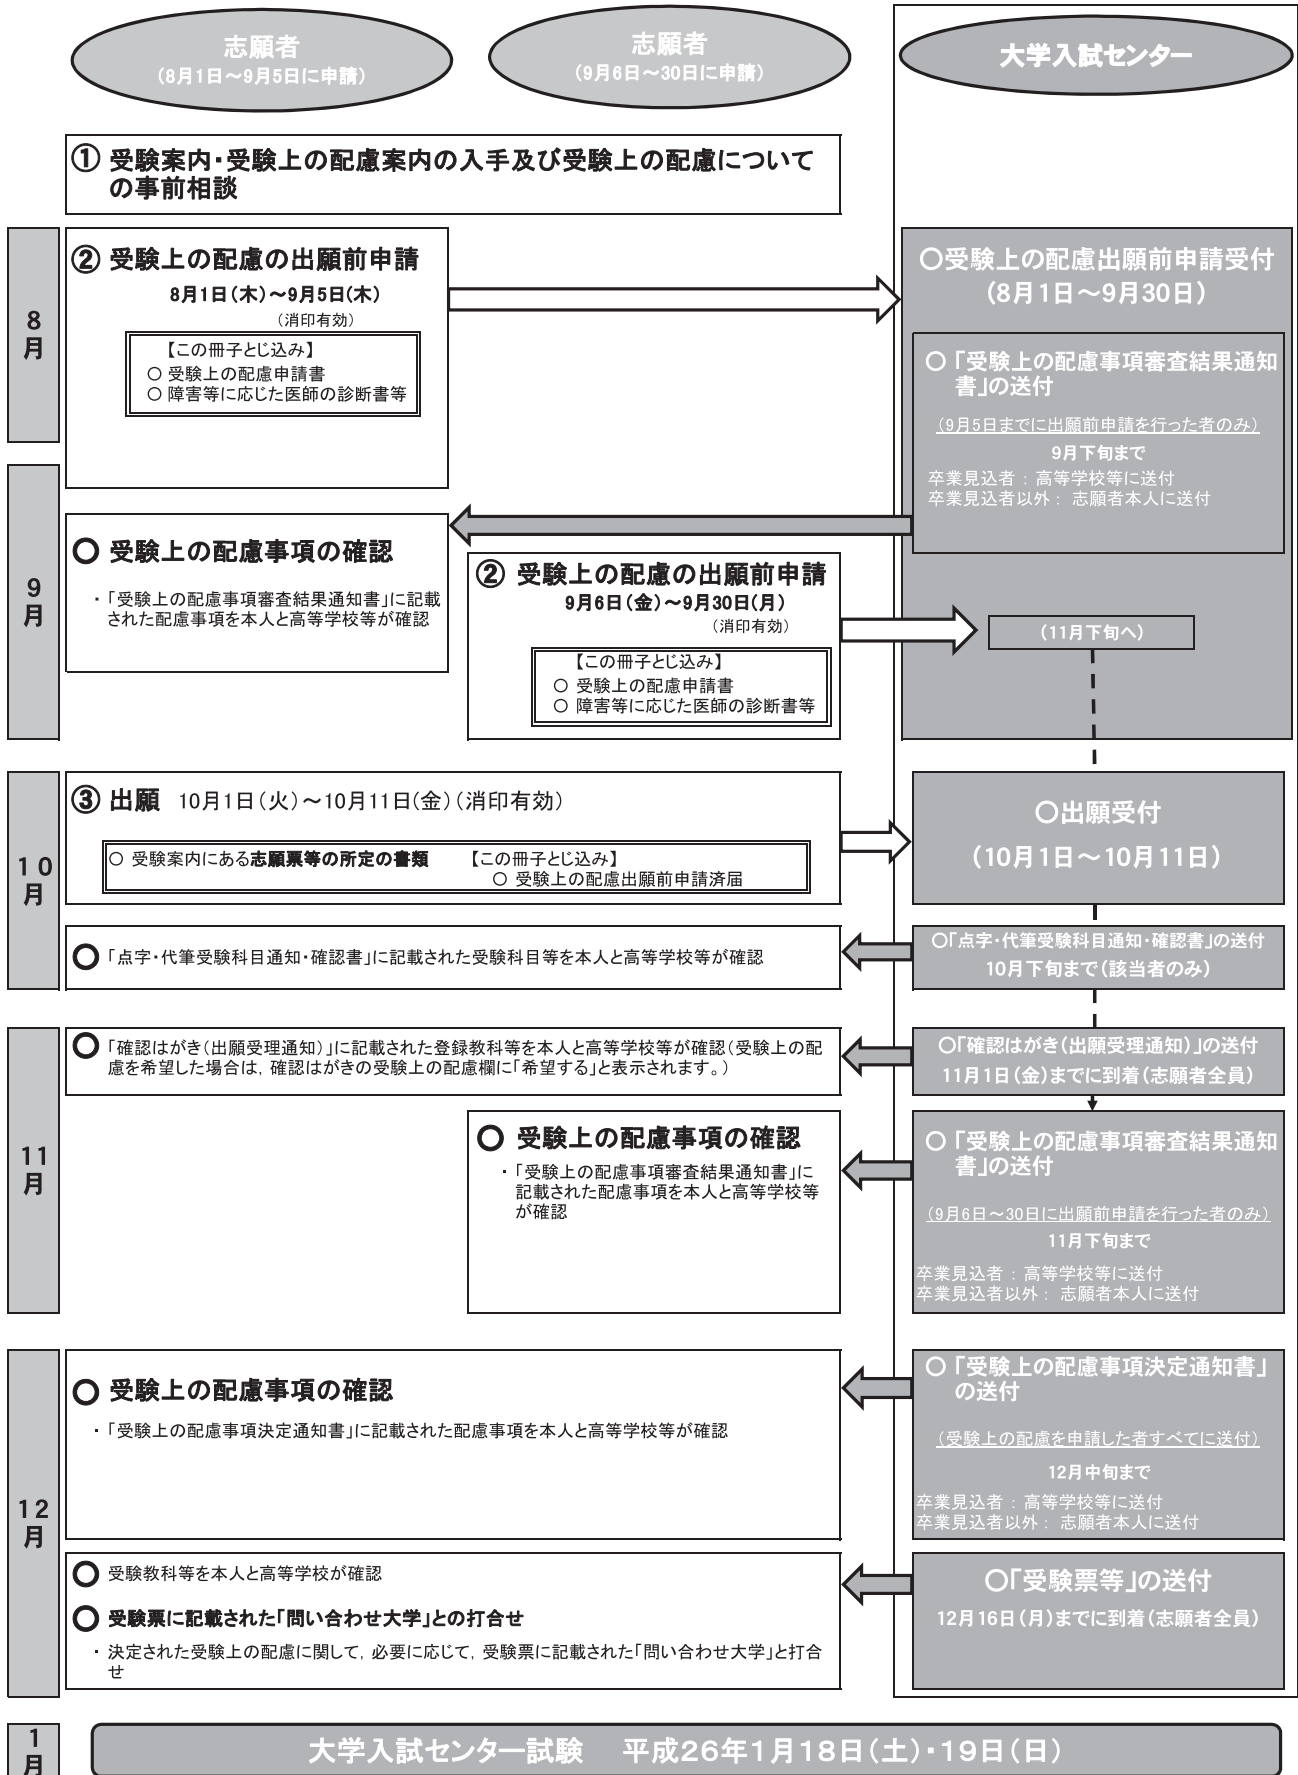 志願者
(8月1日～9月5日に申請)
志願者
(9月6日～30日に申請)
大学入試センター
① 受験案内・受験上の配慮案内の入手及び受験上の配慮について
の事前相談
8
月
② 受験上の配慮の出願前申請
8月1日(木)～9月5日(木)
(消印有効)
【この冊子とじ込み】
○ 受験上の配慮申請書
○ 障害等に応じた医師の診断書等
○受験上の配慮出願前申請受付
(8月1日～9月30日)
○「受験上の配慮事項審査結果通知
書」の送付
(9月5日までに出願前申請を行った者のみ)
9月下旬まで
卒業見込者 : 高等学校等に送付
卒業見込者以外 : 志願者本人に送付
9
月
○ 受験上の配慮事項の確認
・「受験上の配慮事項審査結果通知書」に記載
された配慮事項を本人と高等学校等が確認
② 受験上の配慮の出願前申請
9月6日(金)～9月30日(月)
(消印有効)
【この冊子とじ込み】
○ 受験上の配慮申請書
○ 障害等に応じた医師の診断書等
(11月下旬へ)
10
月
③ 出願 10月1日(火)～10月11日(金)(消印有効)
○ 受験案内にある志願票等の所定の書類 【この冊子とじ込み】
○ 受験上の配慮出願前申請済届
○出願受付
(10月1日～10月11日)
○「点字・代筆受験科目通知・確認書」に記載された受験科目等を本人と高等学校等が確認
○「点字・代筆受験科目通知・確認書」の送付
10月下旬まで(該当者のみ)
11
月
○「確認はがき(出願受理通知)」に記載された登録教科等を本人と高等学校等が確認(受験上の配
慮を希望した場合は, 確認はがきの受験上の配慮欄に「希望する」と表示されます。)
○「確認はがき(出願受理通知)」の送付
11月1日(金)までに到着(志願者全員)
○ 受験上の配慮事項の確認
・「受験上の配慮事項審査結果通知書」に
記載された配慮事項を本人と高等学校等
が確認
○「受験上の配慮事項審査結果通知
書」の送付
(9月6日～30日に出願前申請を行った者のみ)
11月下旬まで
卒業見込者 : 高等学校等に送付
卒業見込者以外 : 志願者本人に送付
12
月
○ 受験上の配慮事項の確認
・「受験上の配慮事項決定通知書」に記載された配慮事項を本人と高等学校等が確認
○「受験上の配慮事項決定通知書」
の送付
(受験上の配慮を申請した者すべてに送付)
12月中旬まで
卒業見込者 : 高等学校等に送付
卒業見込者以外 : 志願者本人に送付
○ 受験教科等を本人と高等学校が確認
○ 受験票に記載された「問い合わせ大学」との打合せ
・ 決定された受験上の配慮に関して, 必要に応じて, 受験票に記載された「問い合わせ大学」と打合
せ
○「受験票等」の送付
12月16日(月)までに到着(志願者全員)
1
月
大学入試センター試験 平成26年1月18日(土)・19日(日)